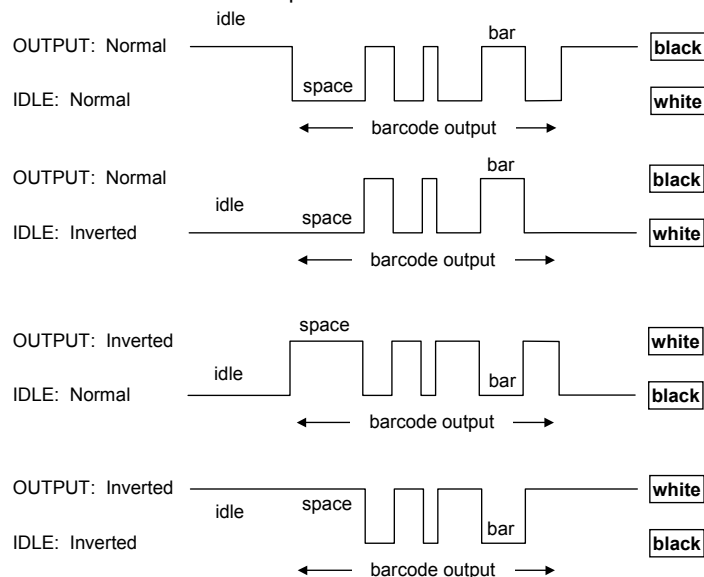 idle
OUTPUT: Normal bar black
IDLE: Normal space white
barcode output
OUTPUT: Normal bar black
idle space
IDLE: Inverted white
barcode output
space
OUTPUT: Inverted white
idle
IDLE: Normal bar black
barcode output
OUTPUT: Inverted white
idle space
bar
IDLE: Inverted black
barcode output